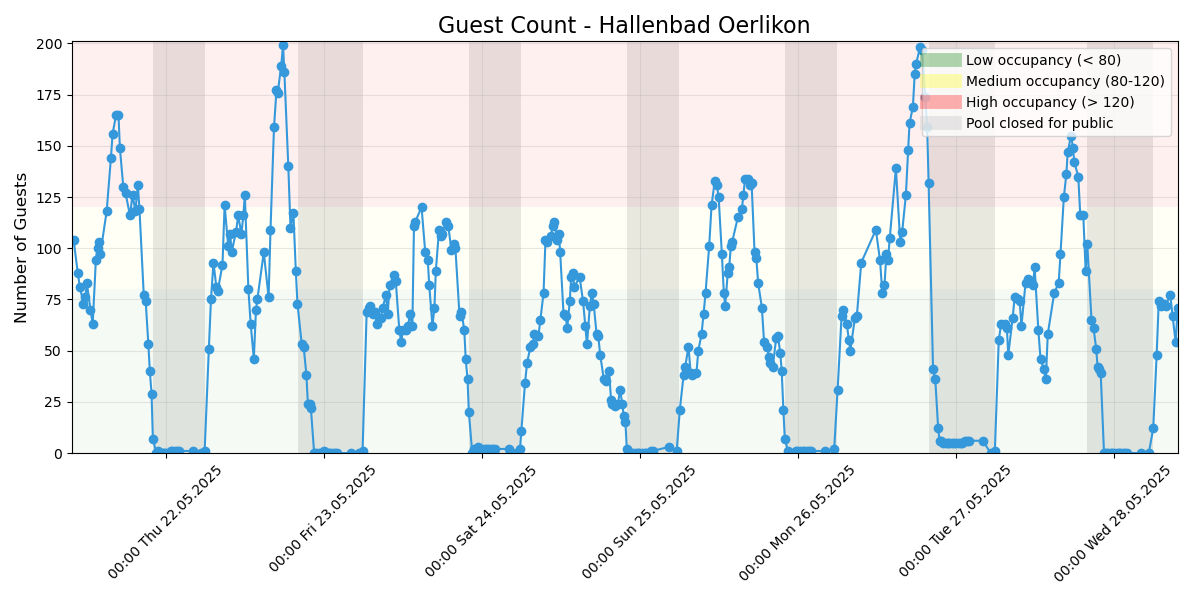 Guest Count - Hallenbad Oerlikon
Number of Guests
200
175
150
125
100
75
50
25
0
Low occupancy (< 80)
Medium occupancy (80-120)
High occupancy (> 120)
Pool closed for public
00:00 Thu 22.05.2025
00:00 Fri 23.05.2025
00:00 Sat 24.05.2025
00:00 Sun 25.05.2025
00:00 Mon 26.05.2025
00:00 Tue 27.05.2025
00:00 Wed 28.05.2025